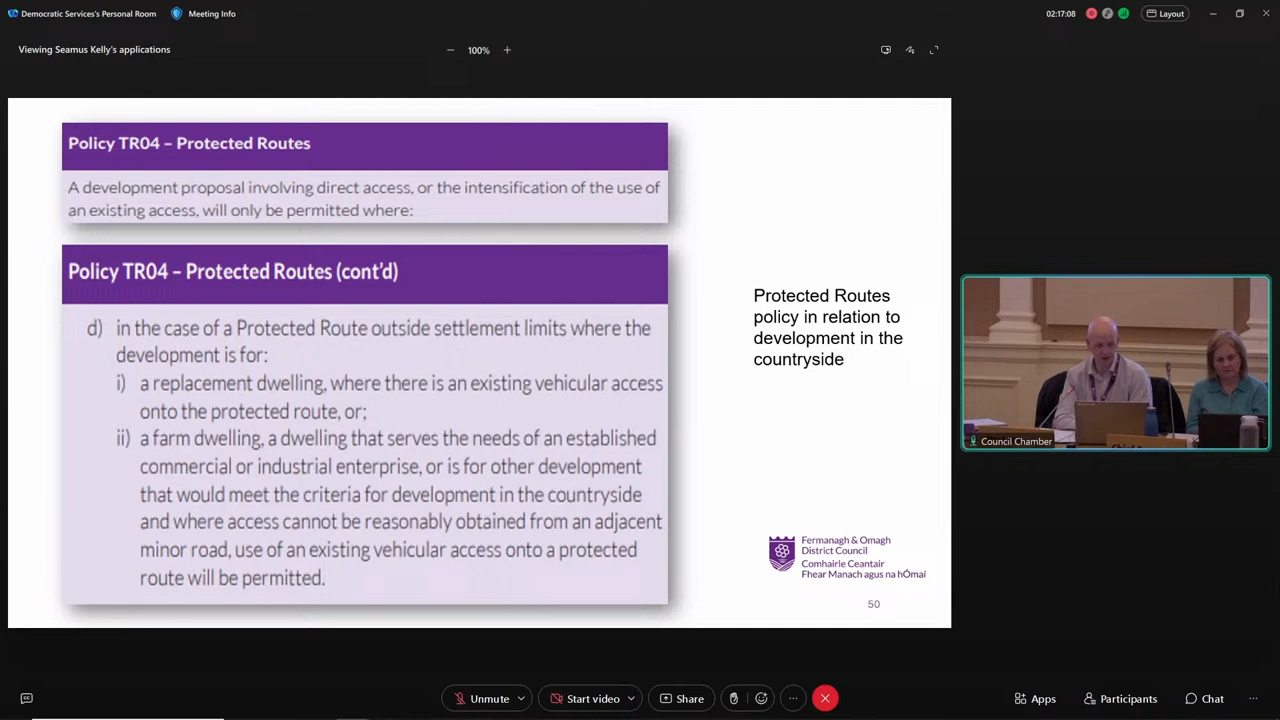 Democratic Services's Personal Room
Meeting Info
02:17:08
Layout
Viewing Seamus Kelly's applications
100%
Policy TR04 – Protected Routes
A development proposal involving direct access, or the intensification of the use of
an existing access, will only be permitted where:
Policy TR04 – Protected Routes (cont'd)
d) in the case of a Protected Route outside settlement limits where the
development is for:
i) a replacement dwelling, where there is an existing vehicular access
onto the protected route, or;
ii) a farm dwelling, a dwelling that serves the needs of an established
commercial or industrial enterprise, or is for other development
that would meet the criteria for development in the countryside
and where access cannot be reasonably obtained from an adjacent
minor road, use of an existing vehicular access onto a protected
route will be permitted.
Protected Routes
policy in relation to
development in the
countryside
Fermanagh & Omagh
District Council
Comhairle Ceantair
Fhear Manach agus na hÓmaí
50
Council Chamber
Unmute
Start video
Share
Apps
Participants
Chat